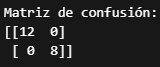 Matriz de confusión:
[[12  0]
 [ 0  8]]